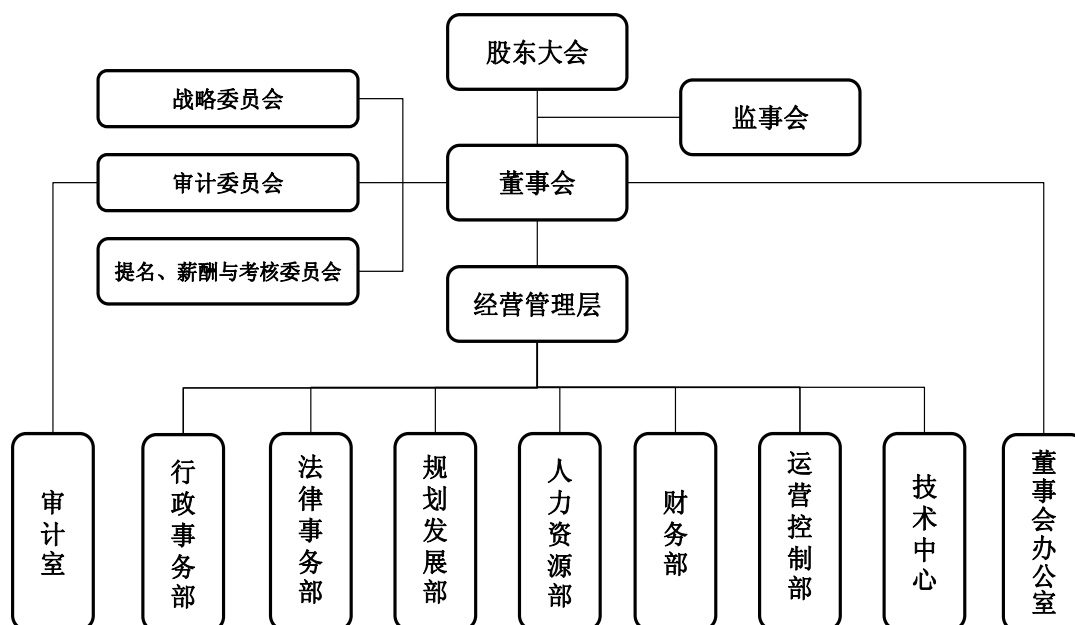 股东大会
战略委员会
监事会
审计委员会
董事会
提名、薪酬与考核委员会
经营管理层
审计室
行政事务部
法律事务部
规划发展部
人力资源部
财务部
运营控制部
技术中心
董事会办公室